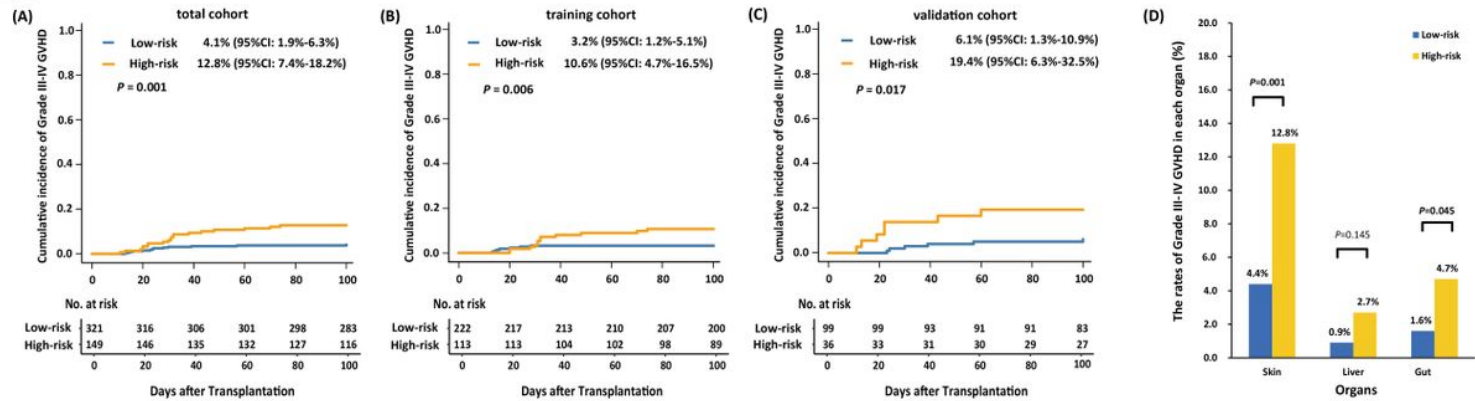 (A) total cohort
Cumulative incidence of Grade III-IV GVHD
1.0
0.8
0.6
0.4
0.2
0.0
Low-risk 4.1% (95%CI: 1.9%-6.3%)
High-risk 12.8% (95%CI: 7.4%-18.2%)
P = 0.001
0 20 40 60 80 100
No. at risk
Low-risk 321 316 306 301 298 283
High-risk 149 146 135 132 127 116
0 20 40 60 80 100
Days after Transplantation
(B) training cohort
Cumulative incidence of Grade III-IV GVHD
1.0
0.8
0.6
0.4
0.2
0.0
Low-risk 3.2% (95%CI: 1.2%-5.1%)
High-risk 10.6% (95%CI: 4.7%-16.5%)
P = 0.006
0 20 40 60 80 100
No. at risk
Low-risk 222 217 213 210 207 200
High-risk 113 113 104 102 98 89
0 20 40 60 80 100
Days after Transplantation
(C) validation cohort
Cumulative incidence of Grade III-IV GVHD
1.0
0.8
0.6
0.4
0.2
0.0
Low-risk 6.1% (95%CI: 1.3%-10.9%)
High-risk 19.4% (95%CI: 6.3%-32.5%)
P = 0.017
0 20 40 60 80 100
No. at risk
Low-risk 99 99 93 91 91 83
High-risk 36 33 31 30 29 27
0 20 40 60 80 100
Days after Transplantation
(D)
The rates of Grade III-IV GVHD in each organ (%)
20.0
18.0
16.0
14.0
12.0
10.0
8.0
6.0
4.0
2.0
0.0
Low-risk
High-risk
P=0.001
12.8%
4.4%
P=0.145
0.9%
2.7%
P=0.045
1.6%
4.7%
Skin Liver Gut
Organs